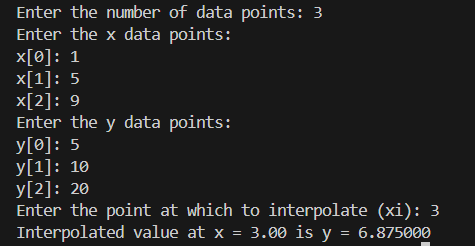 Enter the number of data points: 3
Enter the x data points:
x[0]: 1
x[1]: 5
x[2]: 9
Enter the y data points:
y[0]: 5
y[1]: 10
y[2]: 20
Enter the point at which to interpolate (xi): 3
Interpolated value at x = 3.00 is y = 6.875000